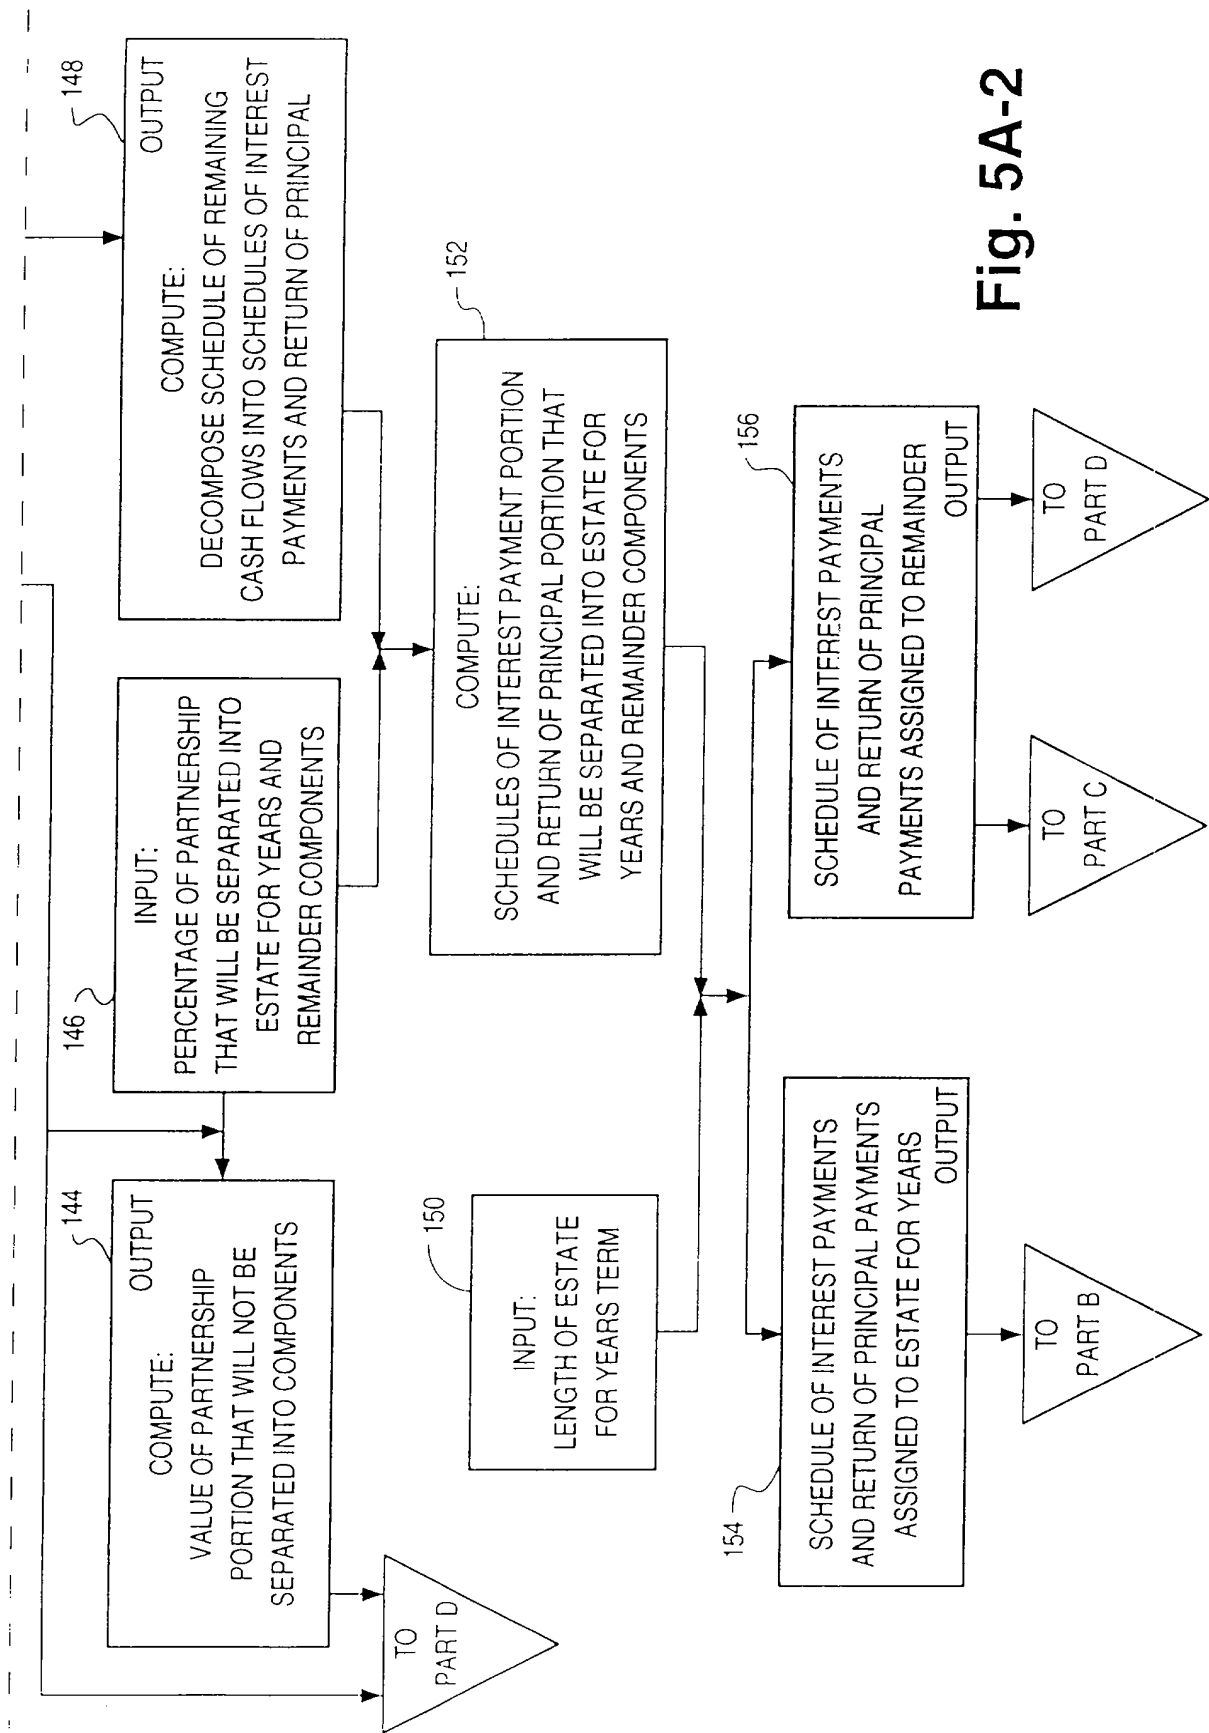 144
OUTPUT
COMPUTE:
VALUE OF PARTNERSHIP
PORTION THAT WILL NOT BE
SEPARATED INTO COMPONENTS
146
INPUT:
PERCENTAGE OF PARTNERSHIP
THAT WILL BE SEPARATED INTO
ESTATE FOR YEARS AND
REMAINDER COMPONENTS
148
OUTPUT
COMPUTE:
DECOMPOSE SCHEDULE OF REMAINING
CASH FLOWS INTO SCHEDULES OF INTEREST
PAYMENTS AND RETURN OF PRINCIPAL
TO
PART D
150
INPUT:
LENGTH OF ESTATE
FOR YEARS TERM
152
COMPUTE:
SCHEDULES OF INTEREST PAYMENT PORTION
AND RETURN OF PRINCIPAL PORTION THAT
WILL BE SEPARATED INTO ESTATE FOR
YEARS AND REMAINDER COMPONENTS
154
SCHEDULE OF INTEREST PAYMENTS
AND RETURN OF PRINCIPAL PAYMENTS
ASSIGNED TO ESTATE FOR YEARS
OUTPUT
156
SCHEDULE OF INTEREST PAYMENTS
AND RETURN OF PRINCIPAL
PAYMENTS ASSIGNED TO REMAINDER
OUTPUT
TO
PART B
TO
PART C
TO
PART D
Fig. 5A-2